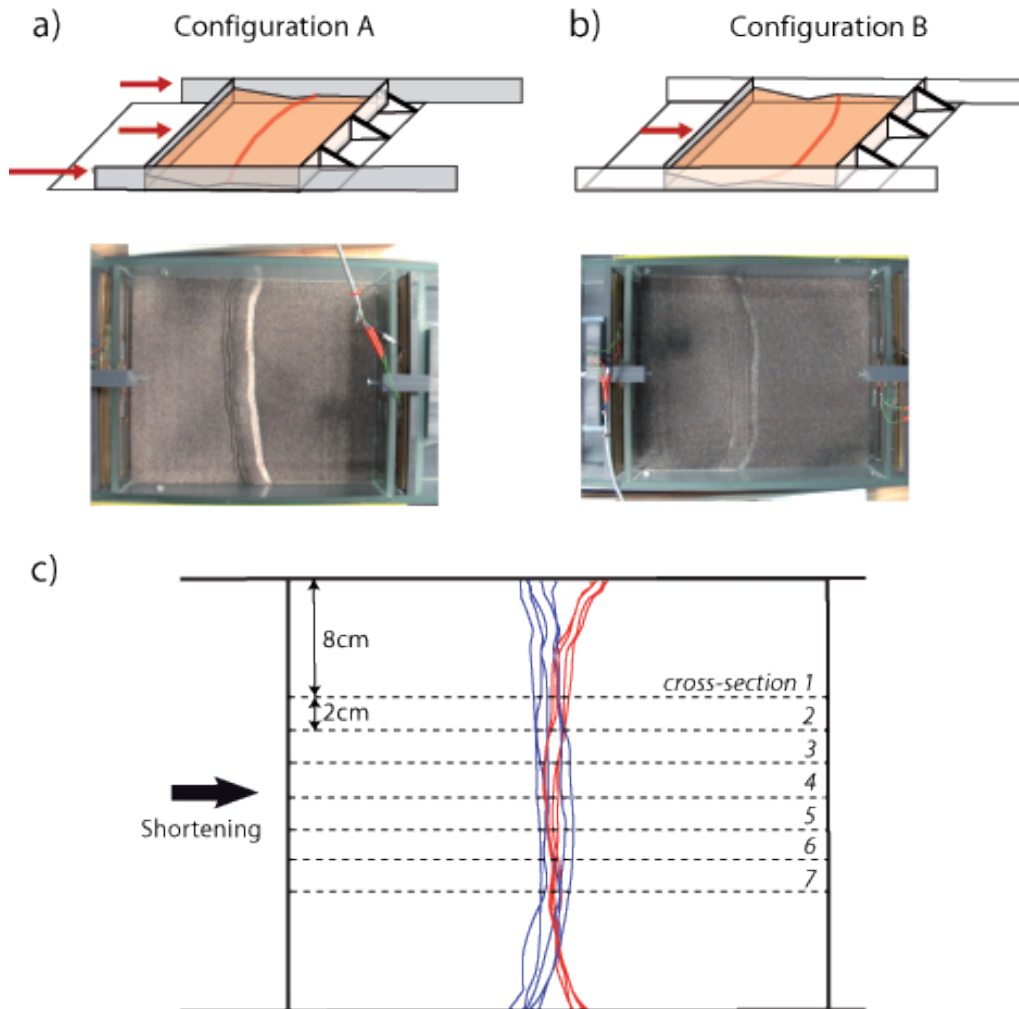 a)
Configuration A
b)
Configuration B
c)
8cm
cross-section 1
2cm
2
3
4
Shortening
5
6
7